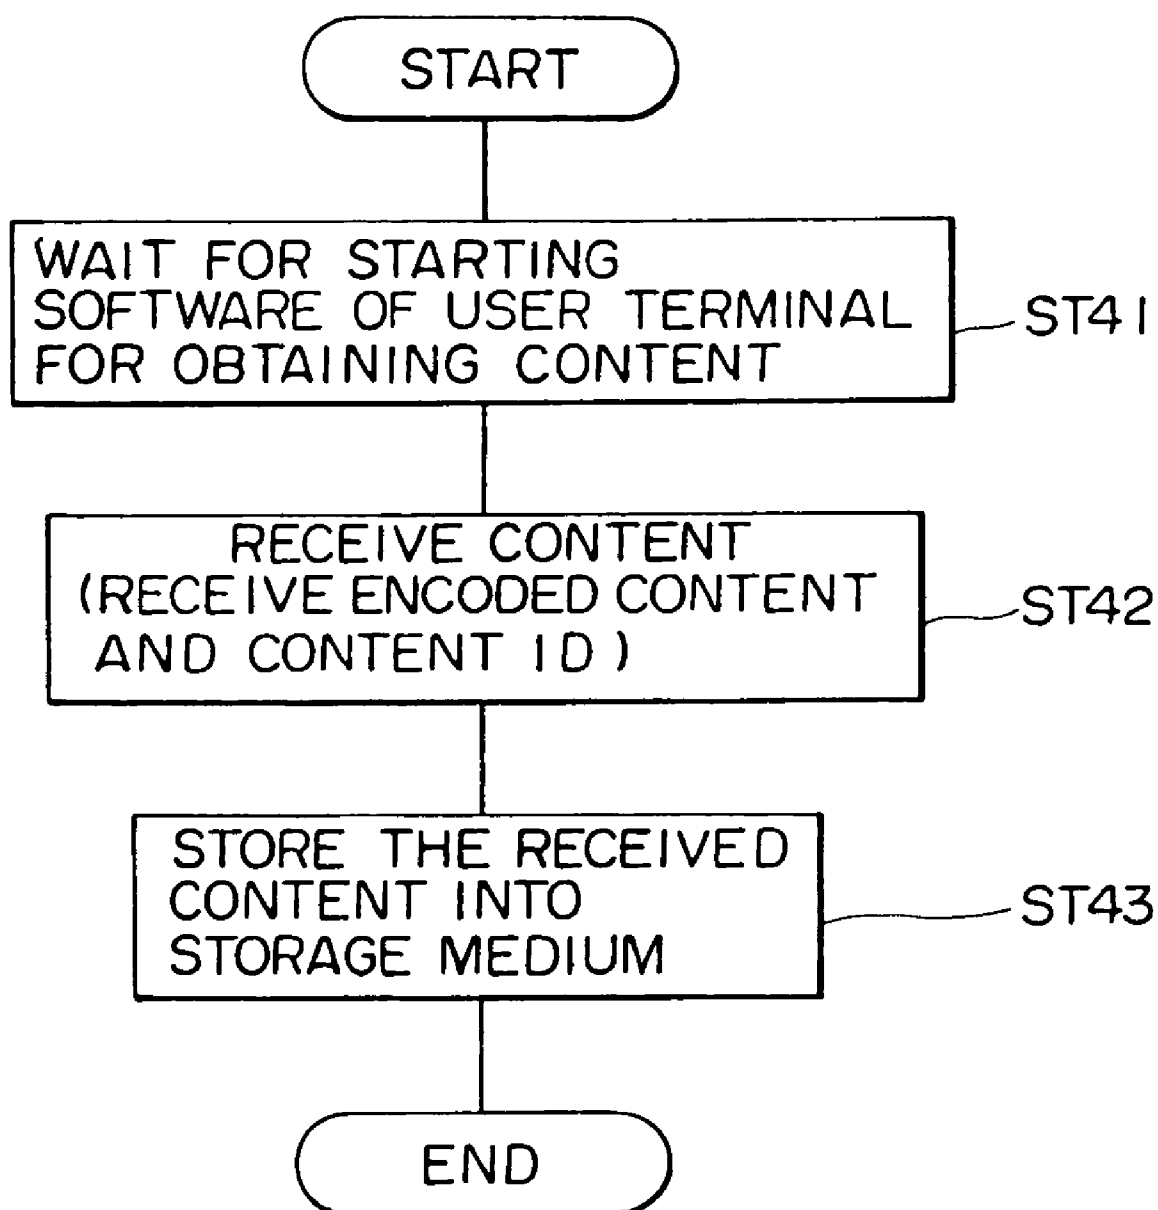 START
WAIT FOR STARTING
SOFTWARE OF USER TERMINAL
FOR OBTAINING CONTENT
ST41
RECEIVE CONTENT
(RECEIVE ENCODED CONTENT
AND CONTENT ID)
ST42
STORE THE RECEIVED
CONTENT INTO
STORAGE MEDIUM
ST43
END